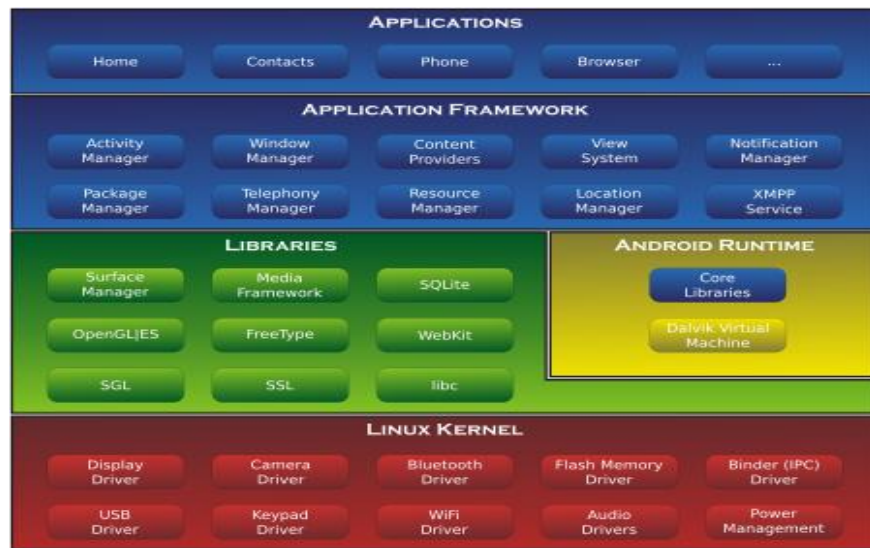 APPLICATIONS
Home Contacts Phone Browser ...
APPLICATION FRAMEWORK
Activity Manager
Window Manager
Content Providers
View System
Notification Manager
Package Manager
Telephony Manager
Resource Manager
Location Manager
XMPP Service
LIBRARIES
Surface Manager
Media Framework
SQLite
OpenGL|ES
FreeType
WebKit
SGL
SSL
libc
ANDROID RUNTIME
Core Libraries
Dalvik Virtual Machine
LINUX KERNEL
Display Driver
Camera Driver
Bluetooth Driver
Flash Memory Driver
Binder (IPC) Driver
USB Driver
Keypad Driver
WiFi Driver
Audio Drivers
Power Management